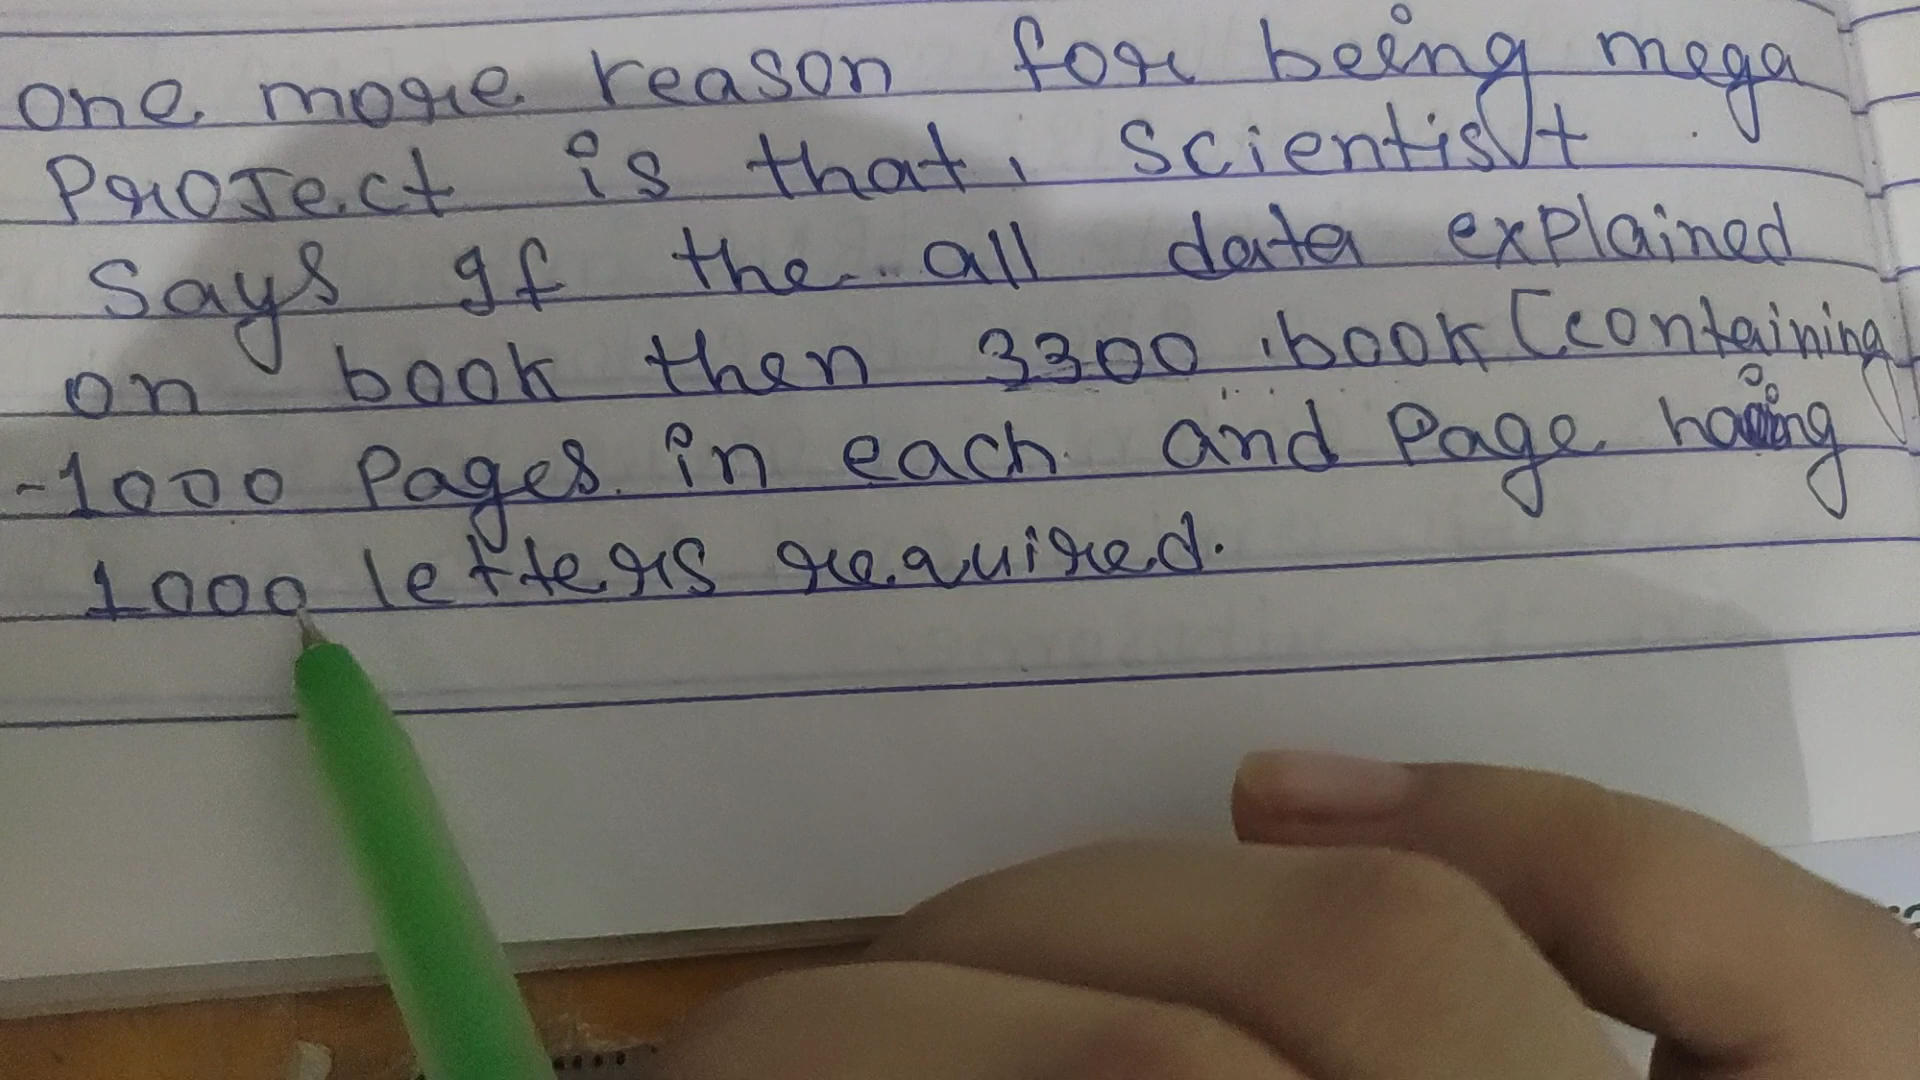 one more reason for being mega
Project is that, scientist
says If the all data explained
on book then 3300 book [containing
-1000 Pages in each and Page having
1000 letters required.